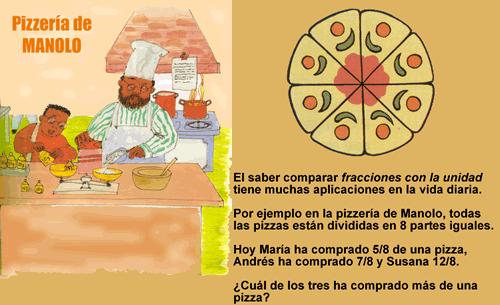 Pizzería de
MANOLO
El saber comparar fracciones con la unidad
tiene muchas aplicaciones en la vida diaria.
Por ejemplo en la pizzería de Manolo, todas
las pizzas están divididas en 8 partes iguales.
Hoy María ha comprado 5/8 de una pizza,
Andrés ha comprado 7/8 y Susana 12/8.
¿Cuál de los tres ha comprado más de una
pizza?